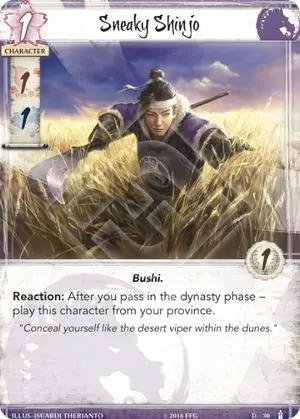 1
Sneaky Shinjo
CHARACTER
1
1
1
Bushi.
Reaction: After you pass in the dynasty phase –
play this character from your province.
"Conceal yourself like the desert viper within the dunes."
ILLUS. ISUARDI THERIANTO © 2018 FFG D 30